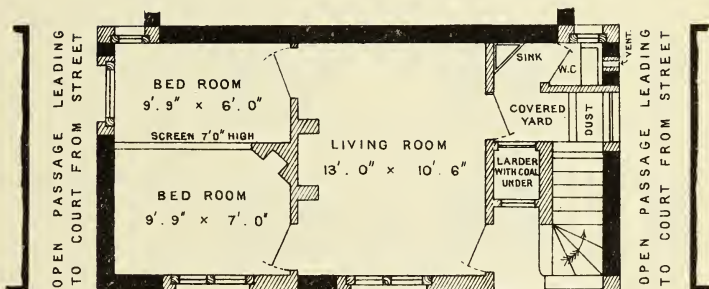 OPEN PASSAGE LEADING
TO COURT FROM STREET
BED ROOM
9'. 9" × 6'. 0"
SCREEN 7'0" HIGH
BED ROOM
9'. 9" × 7'. 0"
LIVING ROOM
13'. 0" × 10'. 6"
SINK
W.C
COVERED
YARD
DUST
LARDER
WITH COAL
UNDER
VENT.
OPEN PASSAGE LEADING
TO COURT FROM STREET